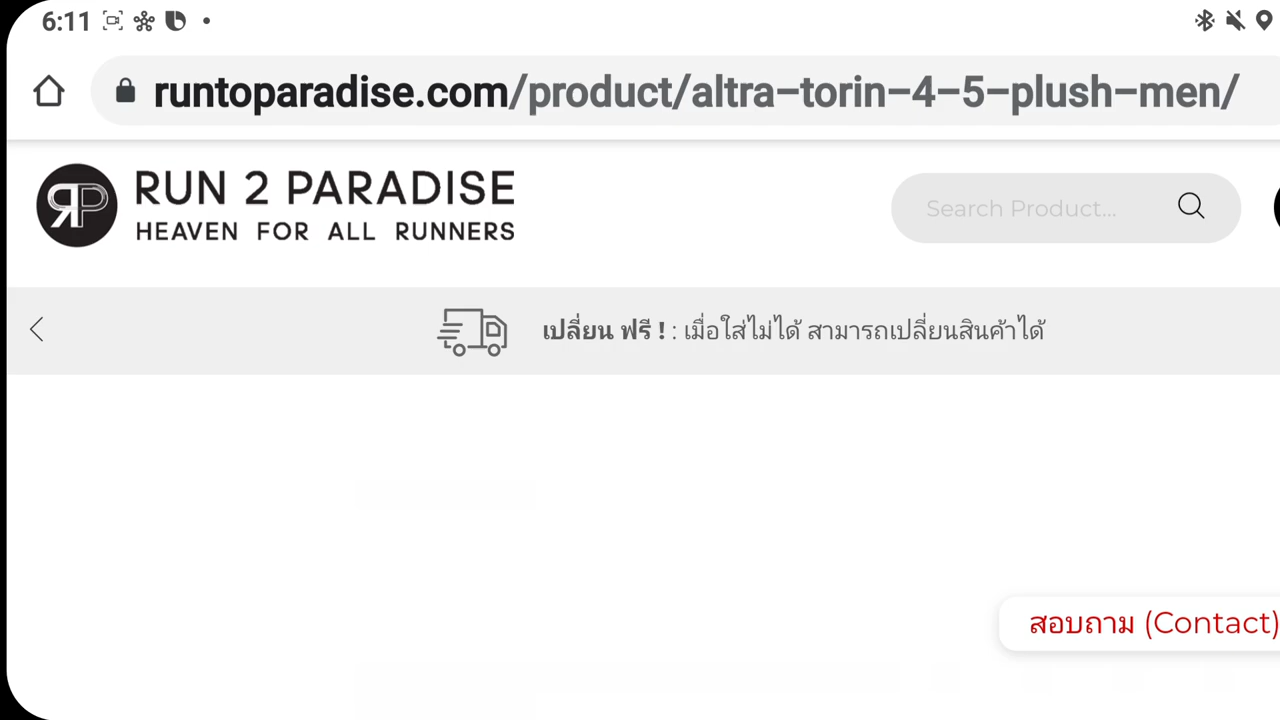 6:11
runtoparadise.com/product/altra-torin-4-5-plush-men/
RUN 2 PARADISE
HEAVEN FOR ALL RUNNERS
Search Product...
เปลี่ยน ฟรี ! : เมื่อใส่ไม่ได้ สามารถเปลี่ยนสินค้าได้
สอบถาม (Contact)